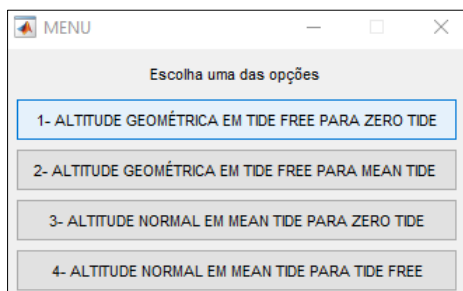 MENU
Escolha uma das opções
1- ALTITUDE GEOMÉTRICA EM TIDE FREE PARA ZERO TIDE
2- ALTITUDE GEOMÉTRICA EM TIDE FREE PARA MEAN TIDE
3- ALTITUDE NORMAL EM MEAN TIDE PARA ZERO TIDE
4- ALTITUDE NORMAL EM MEAN TIDE PARA TIDE FREE